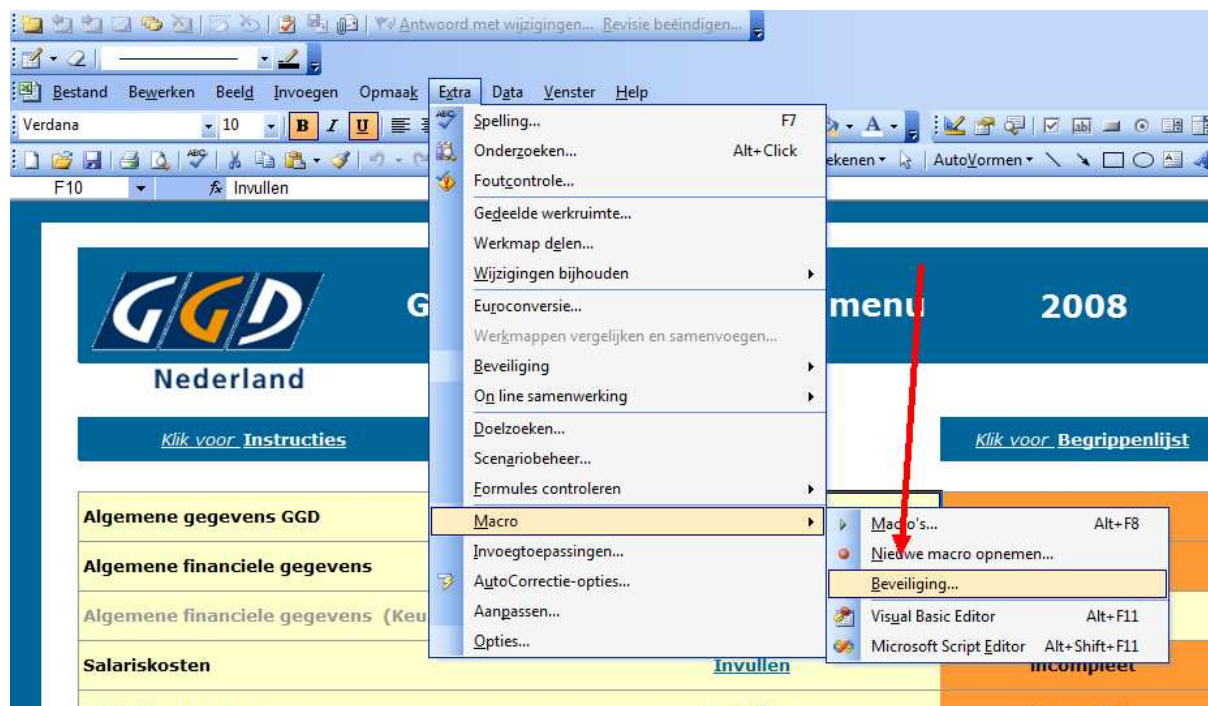 Antwoord met wijzigingen... Revisie beëindigen...
Bestand Bewerken Beeld Invoegen Opmaak Extra Data Venster Help
Verdana 10 B I U
AutoVormen
F10 fx Invullen
Spelling... F7
Onderzoeken... Alt+Click
Foutcontrole...
Gedeelde werkruimte...
Werkmap delen...
Wijzigingen bijhouden
Euroconversie...
Werkmappen vergelijken en samenvoegen...
Beveiliging
On line samenwerking
Doelzoeken...
Scenariobeheer...
Formules controleren
Macro
Invoegtoepassingen...
AutoCorrectie-opties...
Aanpassen...
Opties...
Macro's... Alt+F8
Nieuwe macro opnemen...
Beveiliging...
Visual Basic Editor Alt+F11
Microsoft Script Editor Alt+Shift+F11
GGD G menu 2008
Nederland
Klik voor Instructies Klik voor Begrippenlijst
Algemene gegevens GGD
Algemene financiele gegevens
Algemene financiele gegevens (Keu
Salariskosten Invullen Incompleet